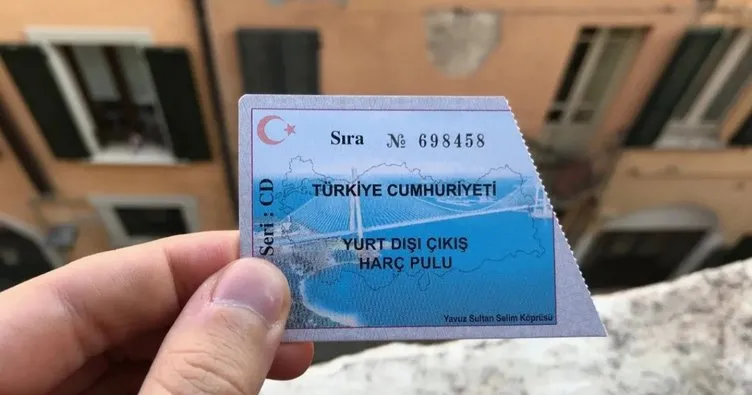 Sıra № 698458
TÜRKİYE CUMHURİYETİ
Seri : CD
YURT DIŞI ÇIKIŞ
HARÇ PULU
Yavuz Sultan Selim Köprüsü